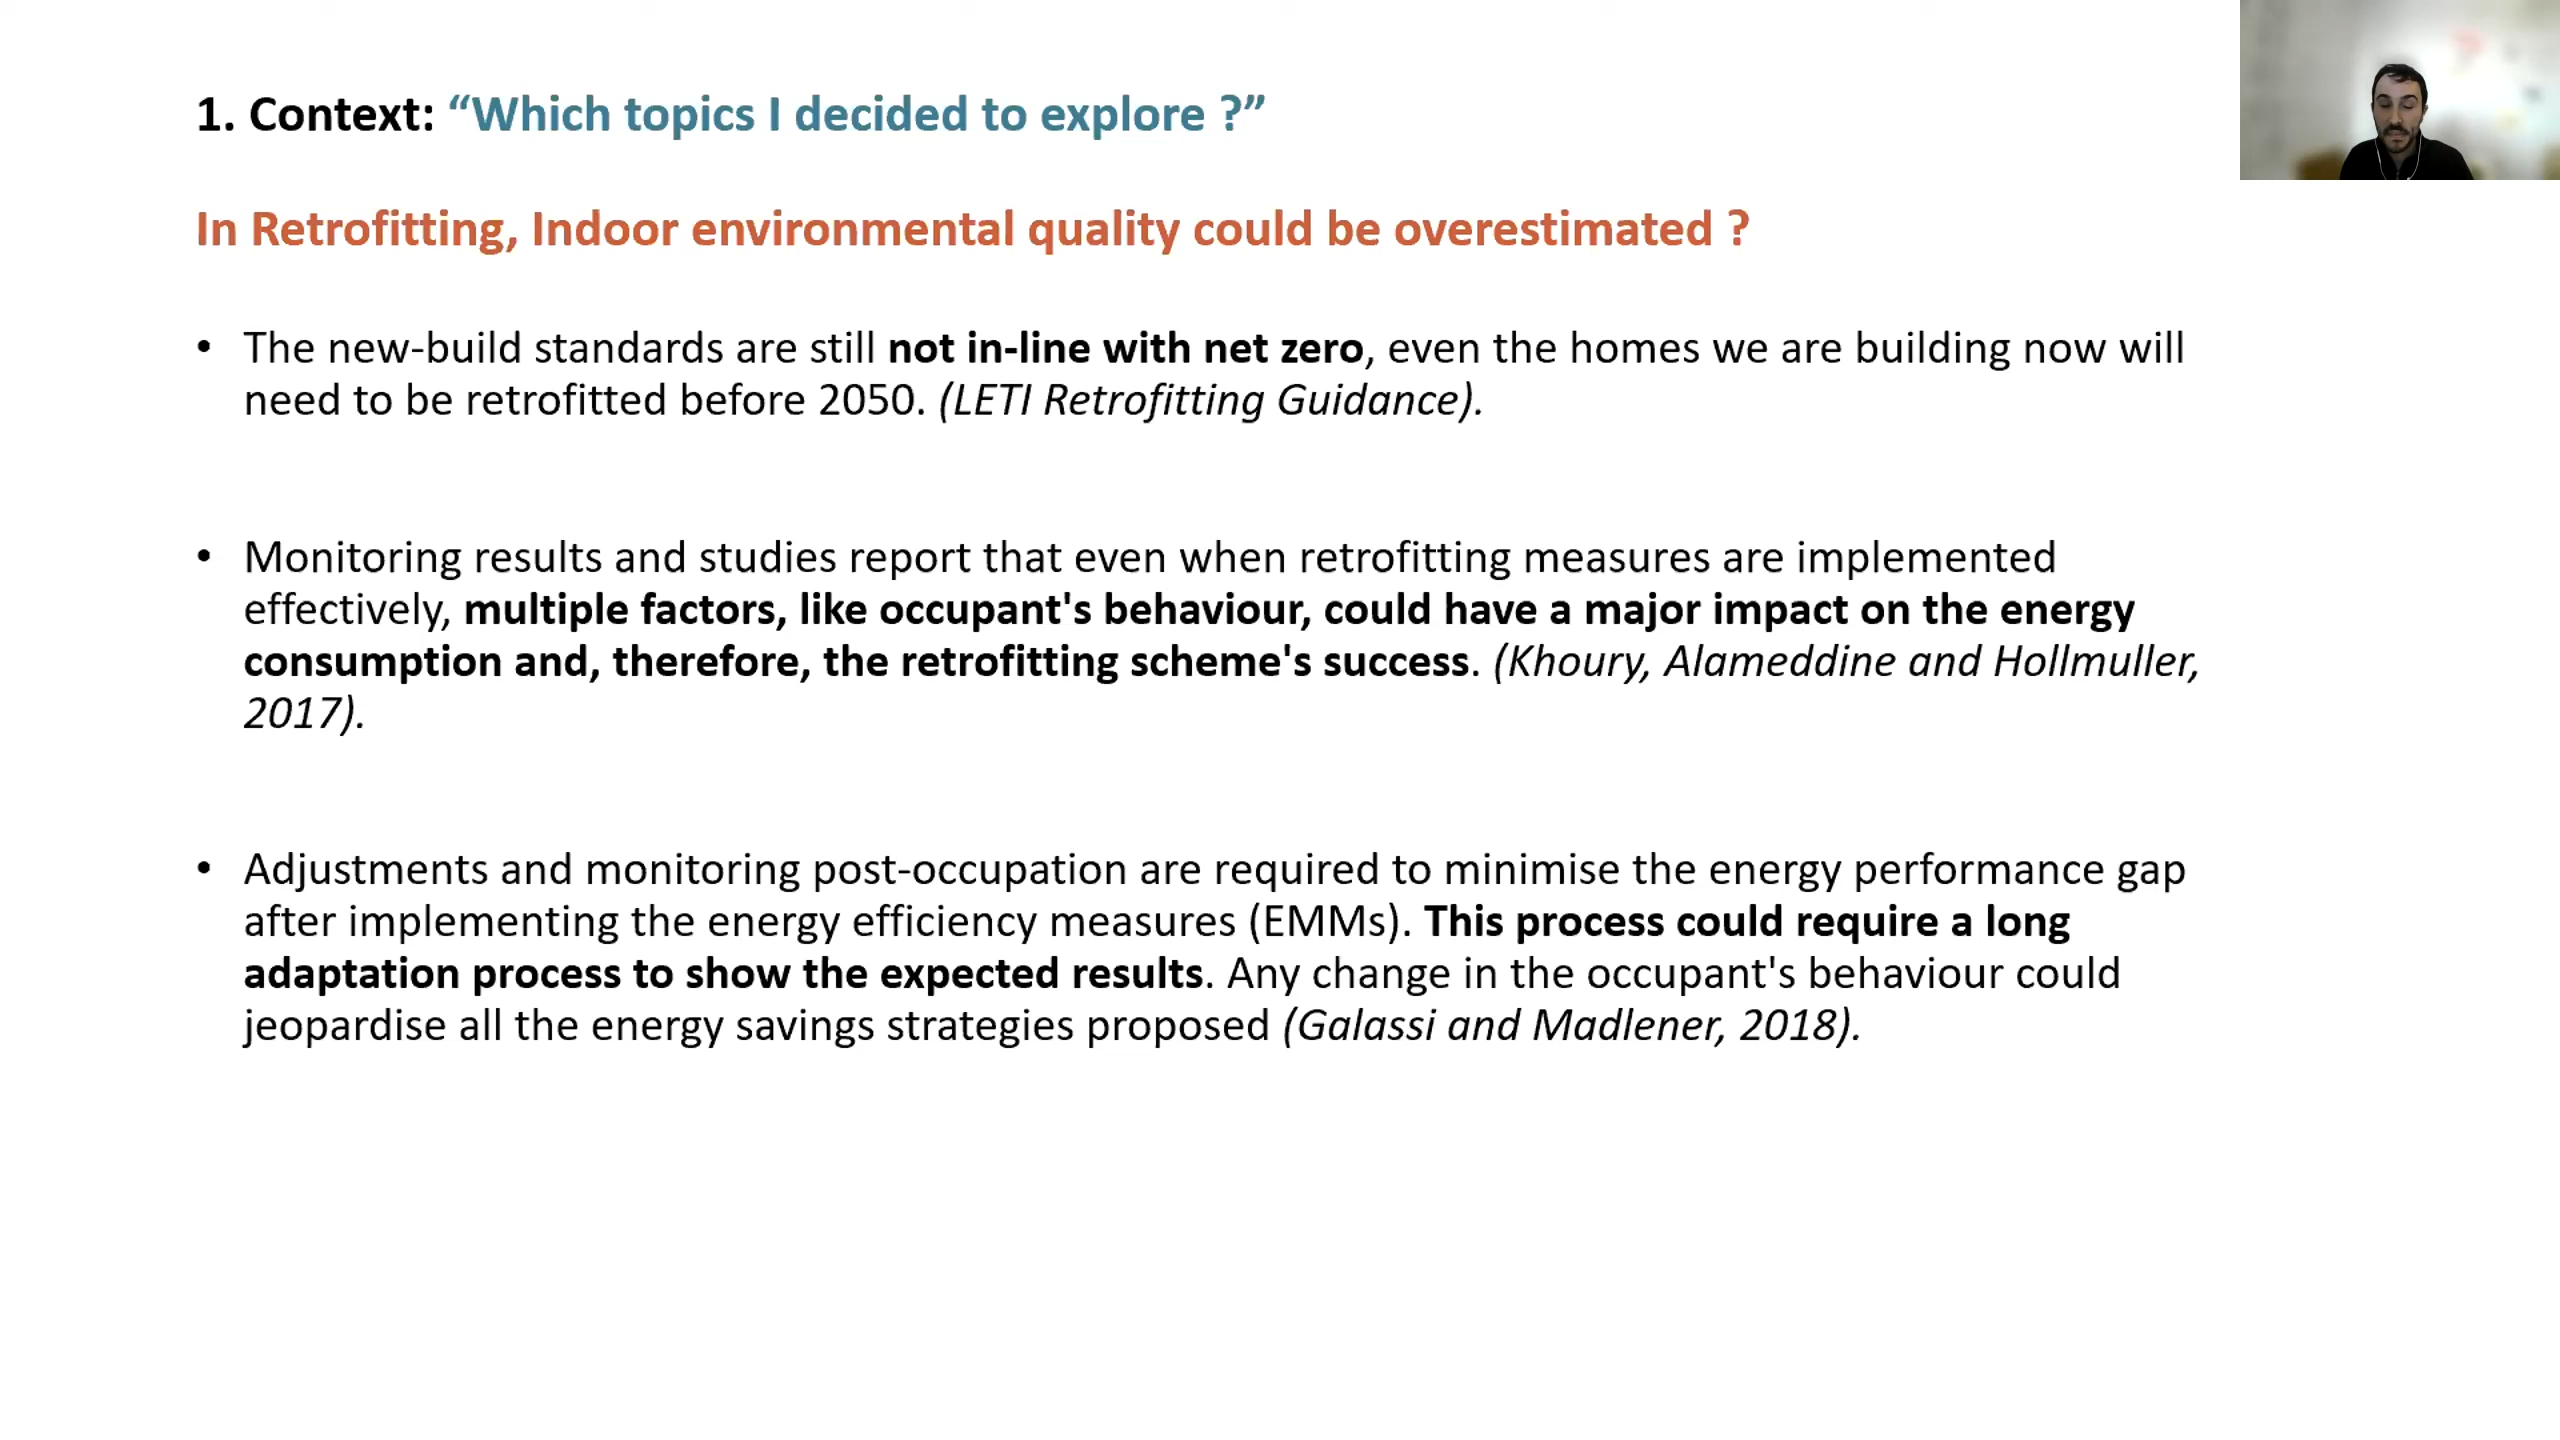 1. Context: “Which topics I decided to explore ?”
In Retrofitting, Indoor environmental quality could be overestimated ?
• The new-build standards are still not in-line with net zero, even the homes we are building now will
need to be retrofitted before 2050. (LETI Retrofitting Guidance).
• Monitoring results and studies report that even when retrofitting measures are implemented
effectively, multiple factors, like occupant's behaviour, could have a major impact on the energy
consumption and, therefore, the retrofitting scheme's success. (Khoury, Alameddine and Hollmuller,
2017).
• Adjustments and monitoring post-occupation are required to minimise the energy performance gap
after implementing the energy efficiency measures (EMMs). This process could require a long
adaptation process to show the expected results. Any change in the occupant's behaviour could
jeopardise all the energy savings strategies proposed (Galassi and Madlener, 2018).